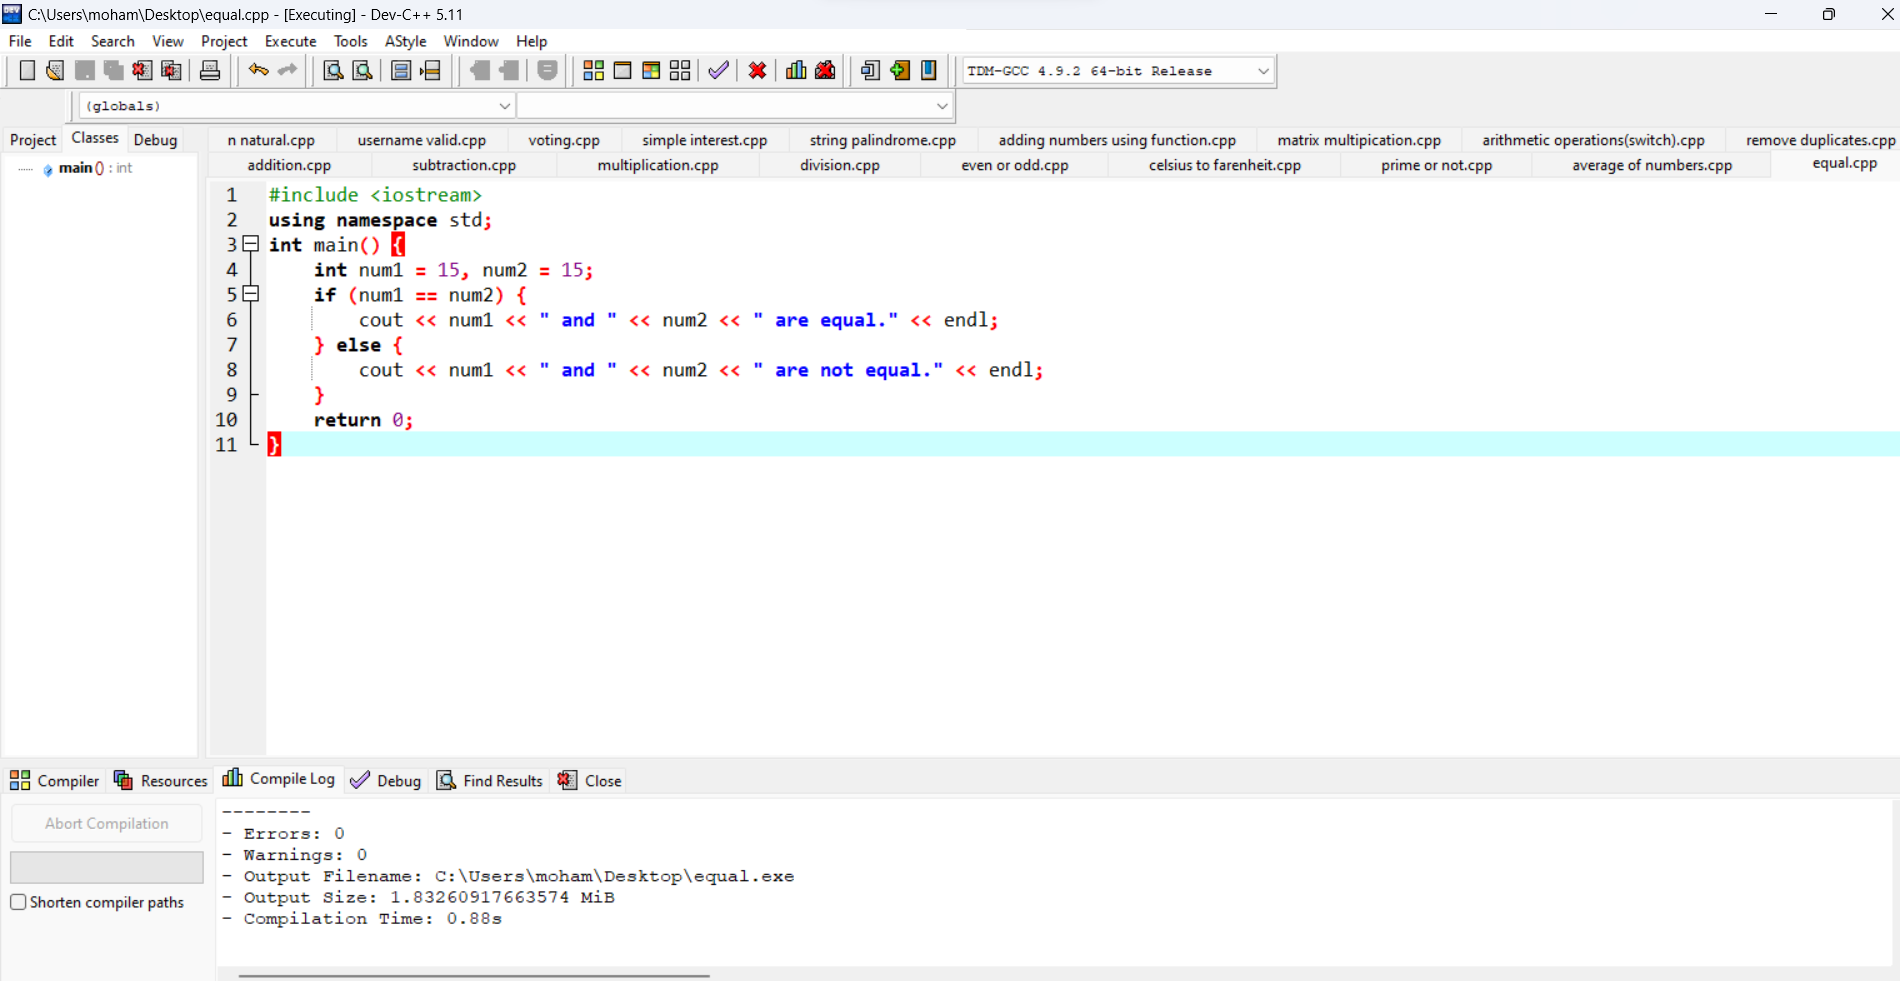 C:\Users\moham\Desktop\equal.cpp - [Executing] - Dev-C++ 5.11
File Edit Search View Project Execute Tools AStyle Window Help
TDM-GCC 4.9.2 64-bit Release
(globals)
Project Classes Debug
n natural.cpp username valid.cpp voting.cpp simple interest.cpp string palindrome.cpp adding numbers using function.cpp matrix multipication.cpp arithmetic operations(switch).cpp remove duplicates.cpp
addition.cpp subtraction.cpp multiplication.cpp division.cpp even or odd.cpp celsius to farenheit.cpp prime or not.cpp average of numbers.cpp equal.cpp
main () : int
1 #include <iostream>
2 using namespace std;
3 int main() {
4     int num1 = 15, num2 = 15;
5     if (num1 == num2) {
6         cout << num1 << " and " << num2 << " are equal." << endl;
7     } else {
8         cout << num1 << " and " << num2 << " are not equal." << endl;
9     }
10     return 0;
11 }
Compiler Resources Compile Log Debug Find Results Close
Abort Compilation
Shorten compiler paths
--------
- Errors: 0
- Warnings: 0
- Output Filename: C:\Users\moham\Desktop\equal.exe
- Output Size: 1.83260917663574 MiB
- Compilation Time: 0.88s